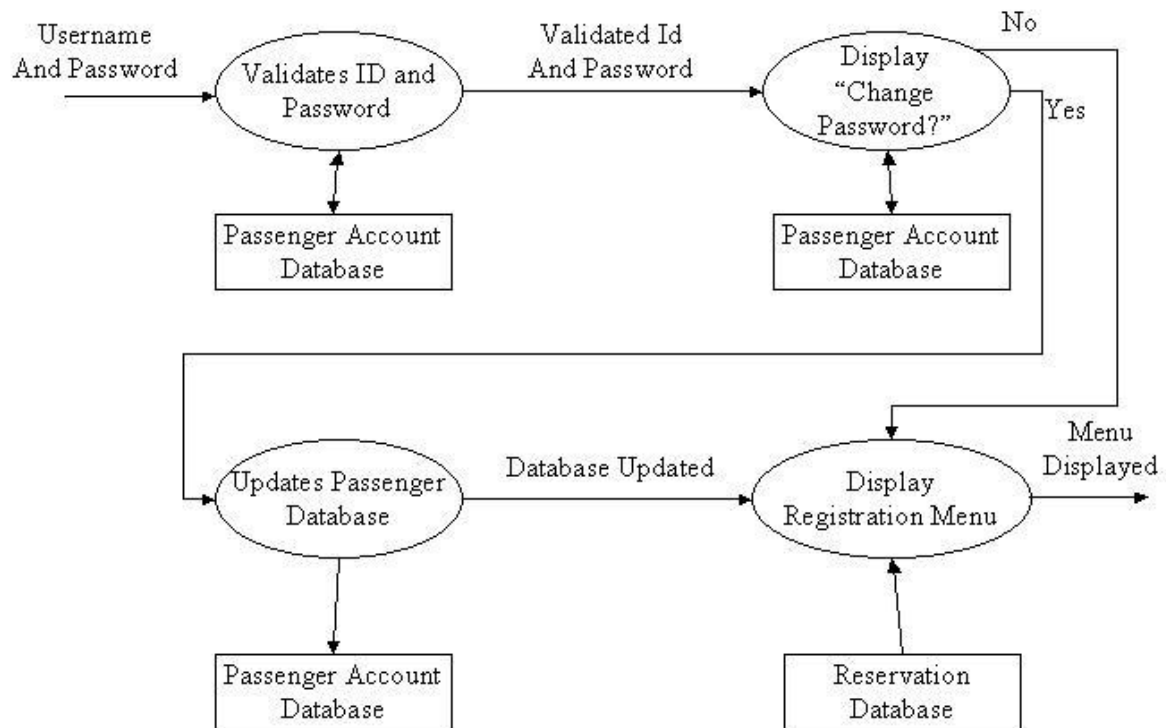 Username
And Password
Validates ID and
Password
Validated Id
And Password
Display
“Change
Password?”
No
Yes
Passenger Account
Database
Passenger Account
Database
Updates Passenger
Database
Database Updated
Display
Registration Menu
Menu
Displayed
Passenger Account
Database
Reservation
Database